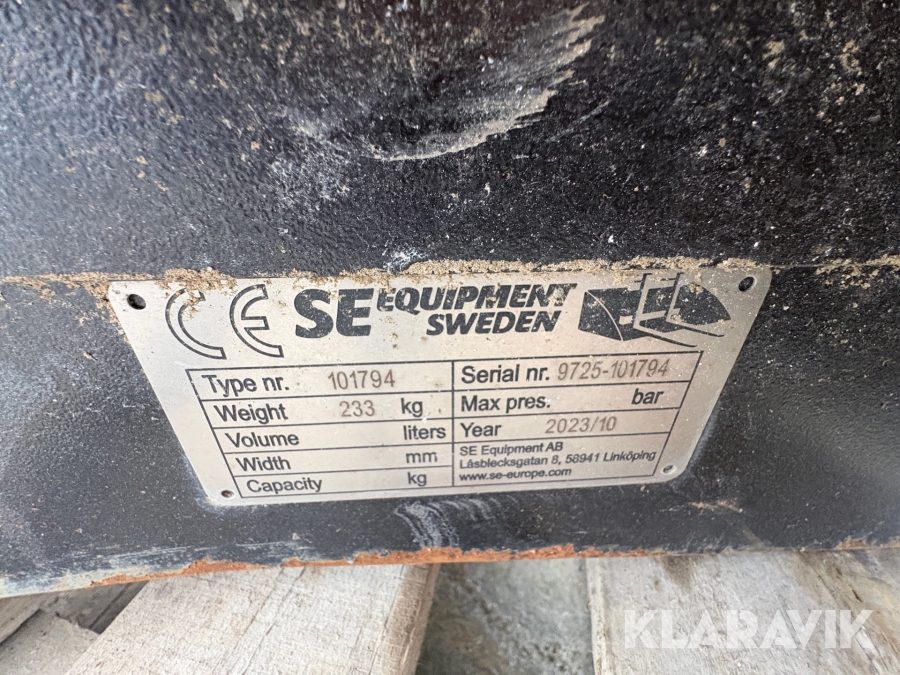 CE SE EQUIPMENT
SWEDEN
Type nr. 101794 Serial nr. 9725-101794
Weight 233 kg Max pres. bar
Volume liters Year 2023/10
Width mm SE Equipment AB
Låsblecksgatan 8, 58941 Linköping
Capacity kg www.se-europe.com
KLARAVIK